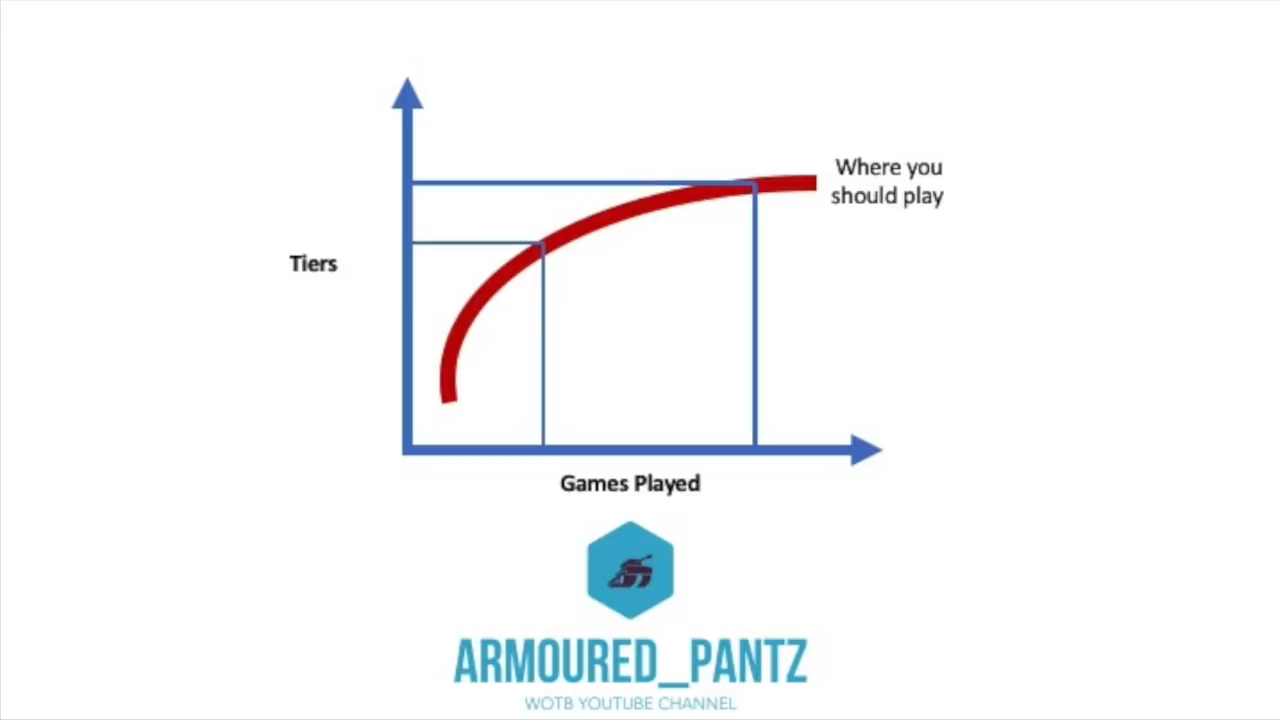 Where you
should play
Tiers
Games Played
ARMOURED_PANTZ
WOTB YOUTUBE CHANNEL